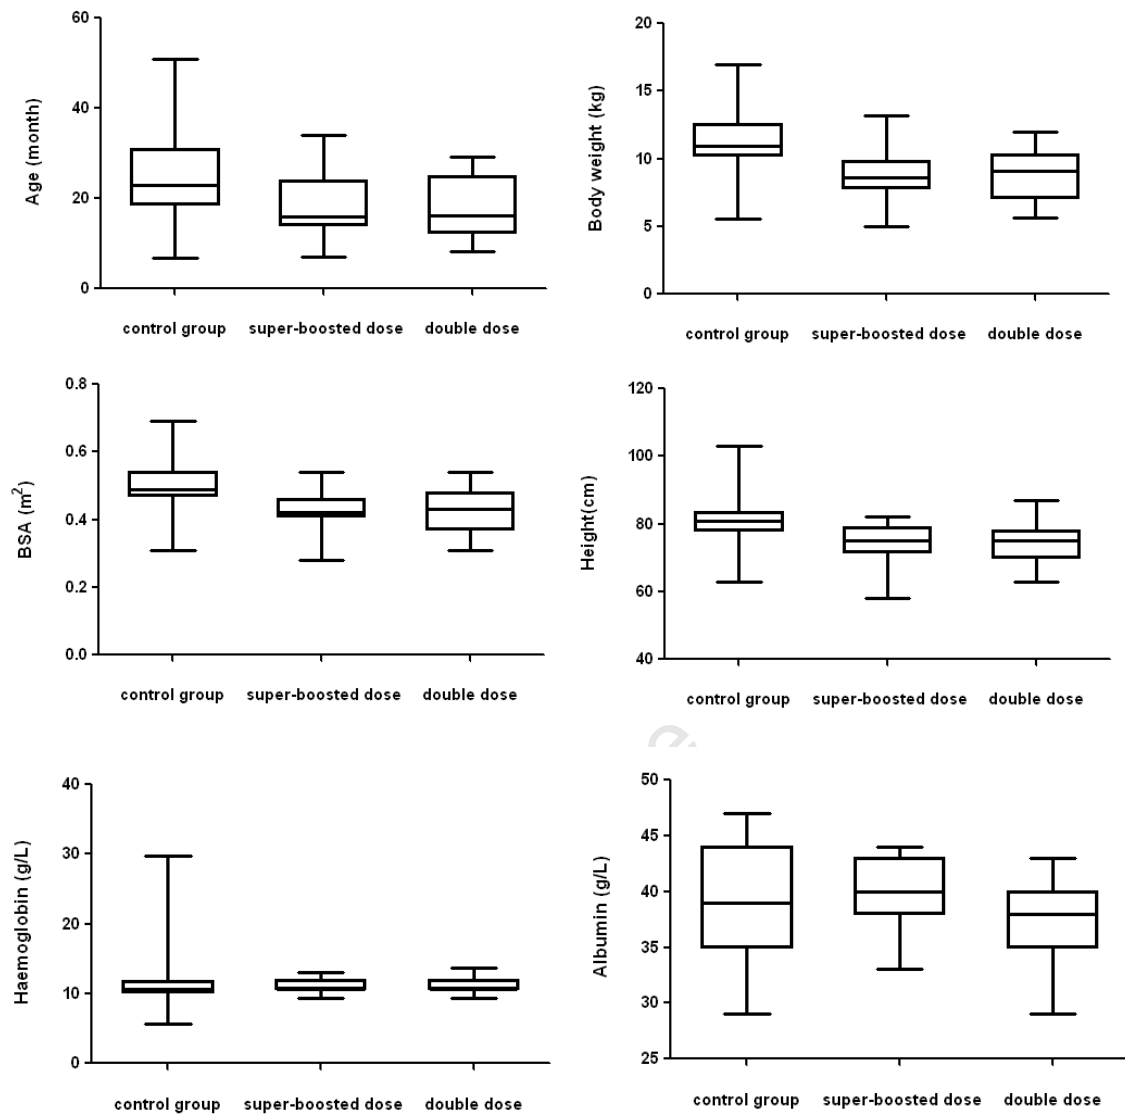 Age (month)
60
40
20
0
control group super-boosted dose double dose
Body weight (kg)
20
15
10
5
0
control group super-boosted dose double dose
BSA (m²)
0.8
0.6
0.4
0.2
0.0
control group super-boosted dose double dose
Height(cm)
120
100
80
60
40
control group super-boosted dose double dose
Haemoglobin (g/L)
40
30
20
10
0
control group super-boosted dose double dose
Albumin (g/L)
50
45
40
35
30
25
control group super-boosted dose double dose